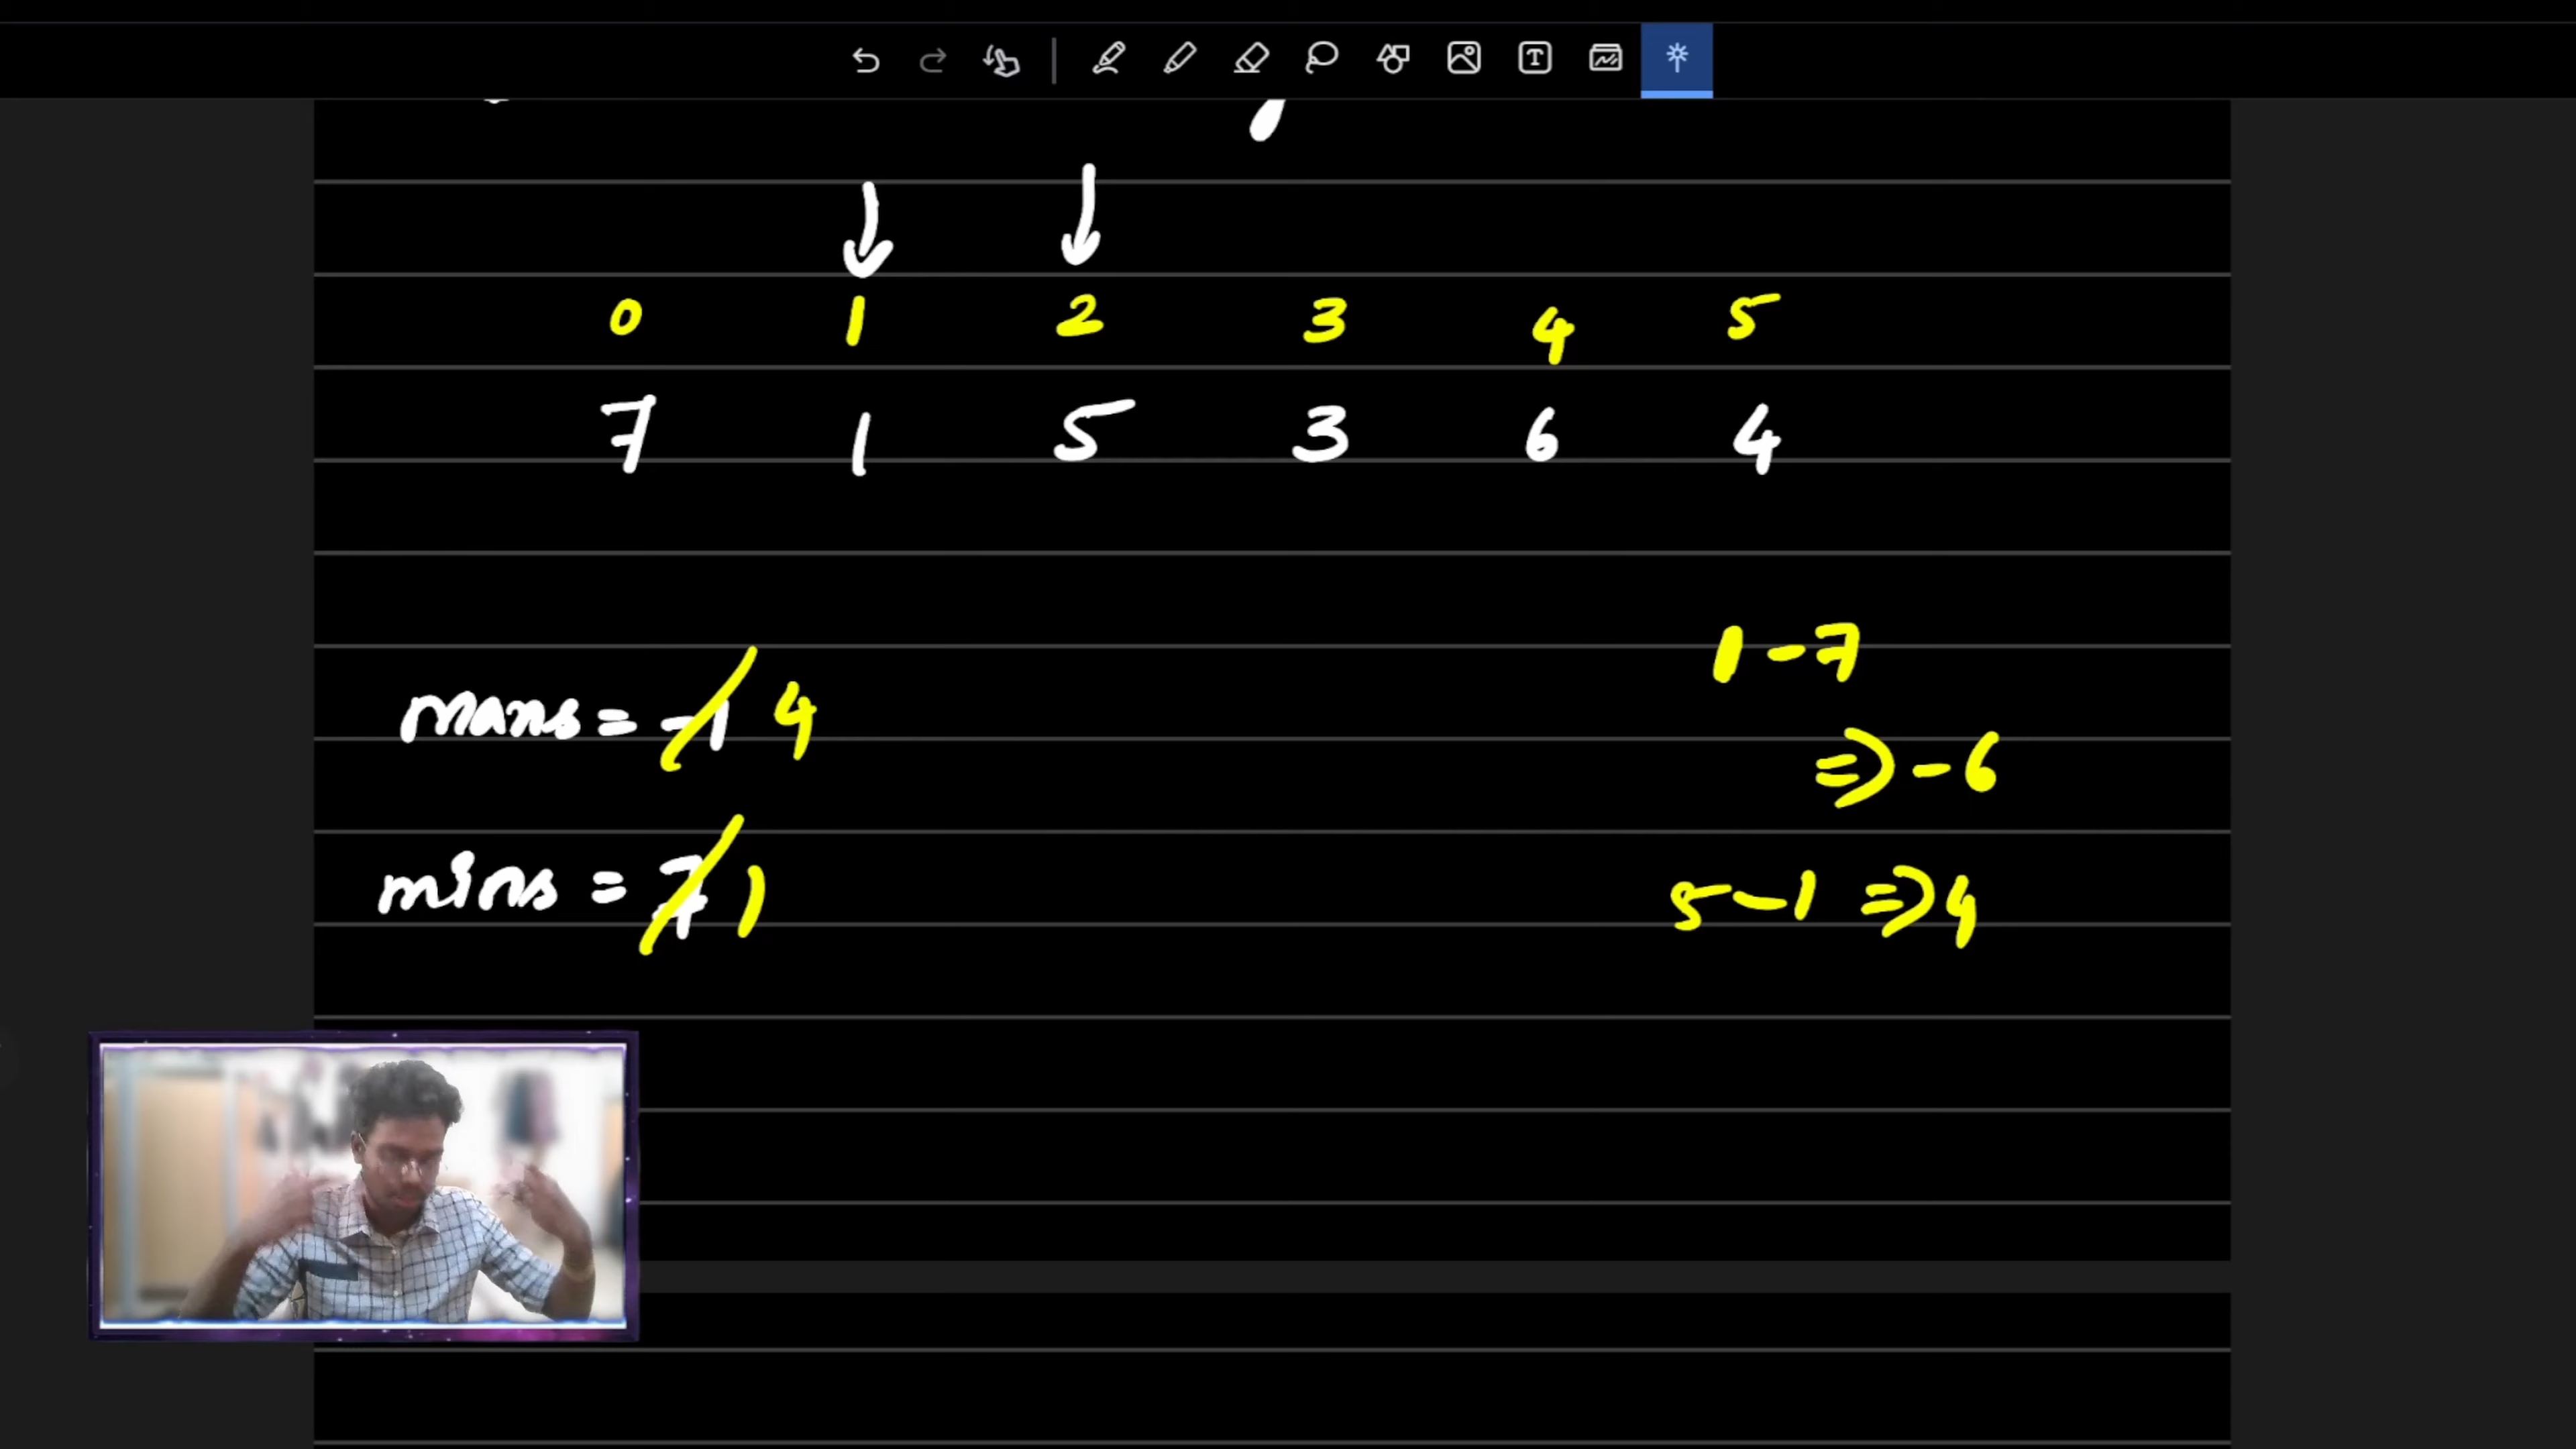 0 1 2 3 4 5
7 1 5 3 6 4
1 - 7
mans = -1 4
=> - 6
mins = 7 1
5 - 1 => 4